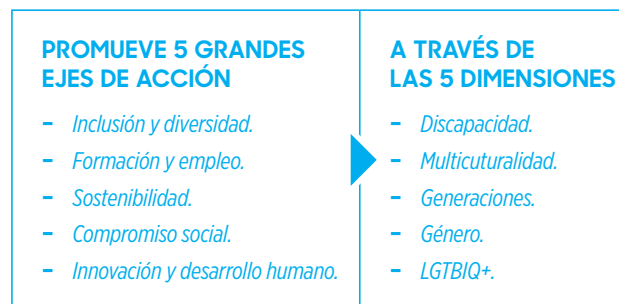 PROMUEVE 5 GRANDES
EJES DE ACCIÓN
- Inclusión y diversidad.
- Formación y empleo.
- Sostenibilidad.
- Compromiso social.
- Innovación y desarrollo humano.
A TRAVÉS DE
LAS 5 DIMENSIONES
- Discapacidad.
- Multicuturalidad.
- Generaciones.
- Género.
- LGTBIQ+.